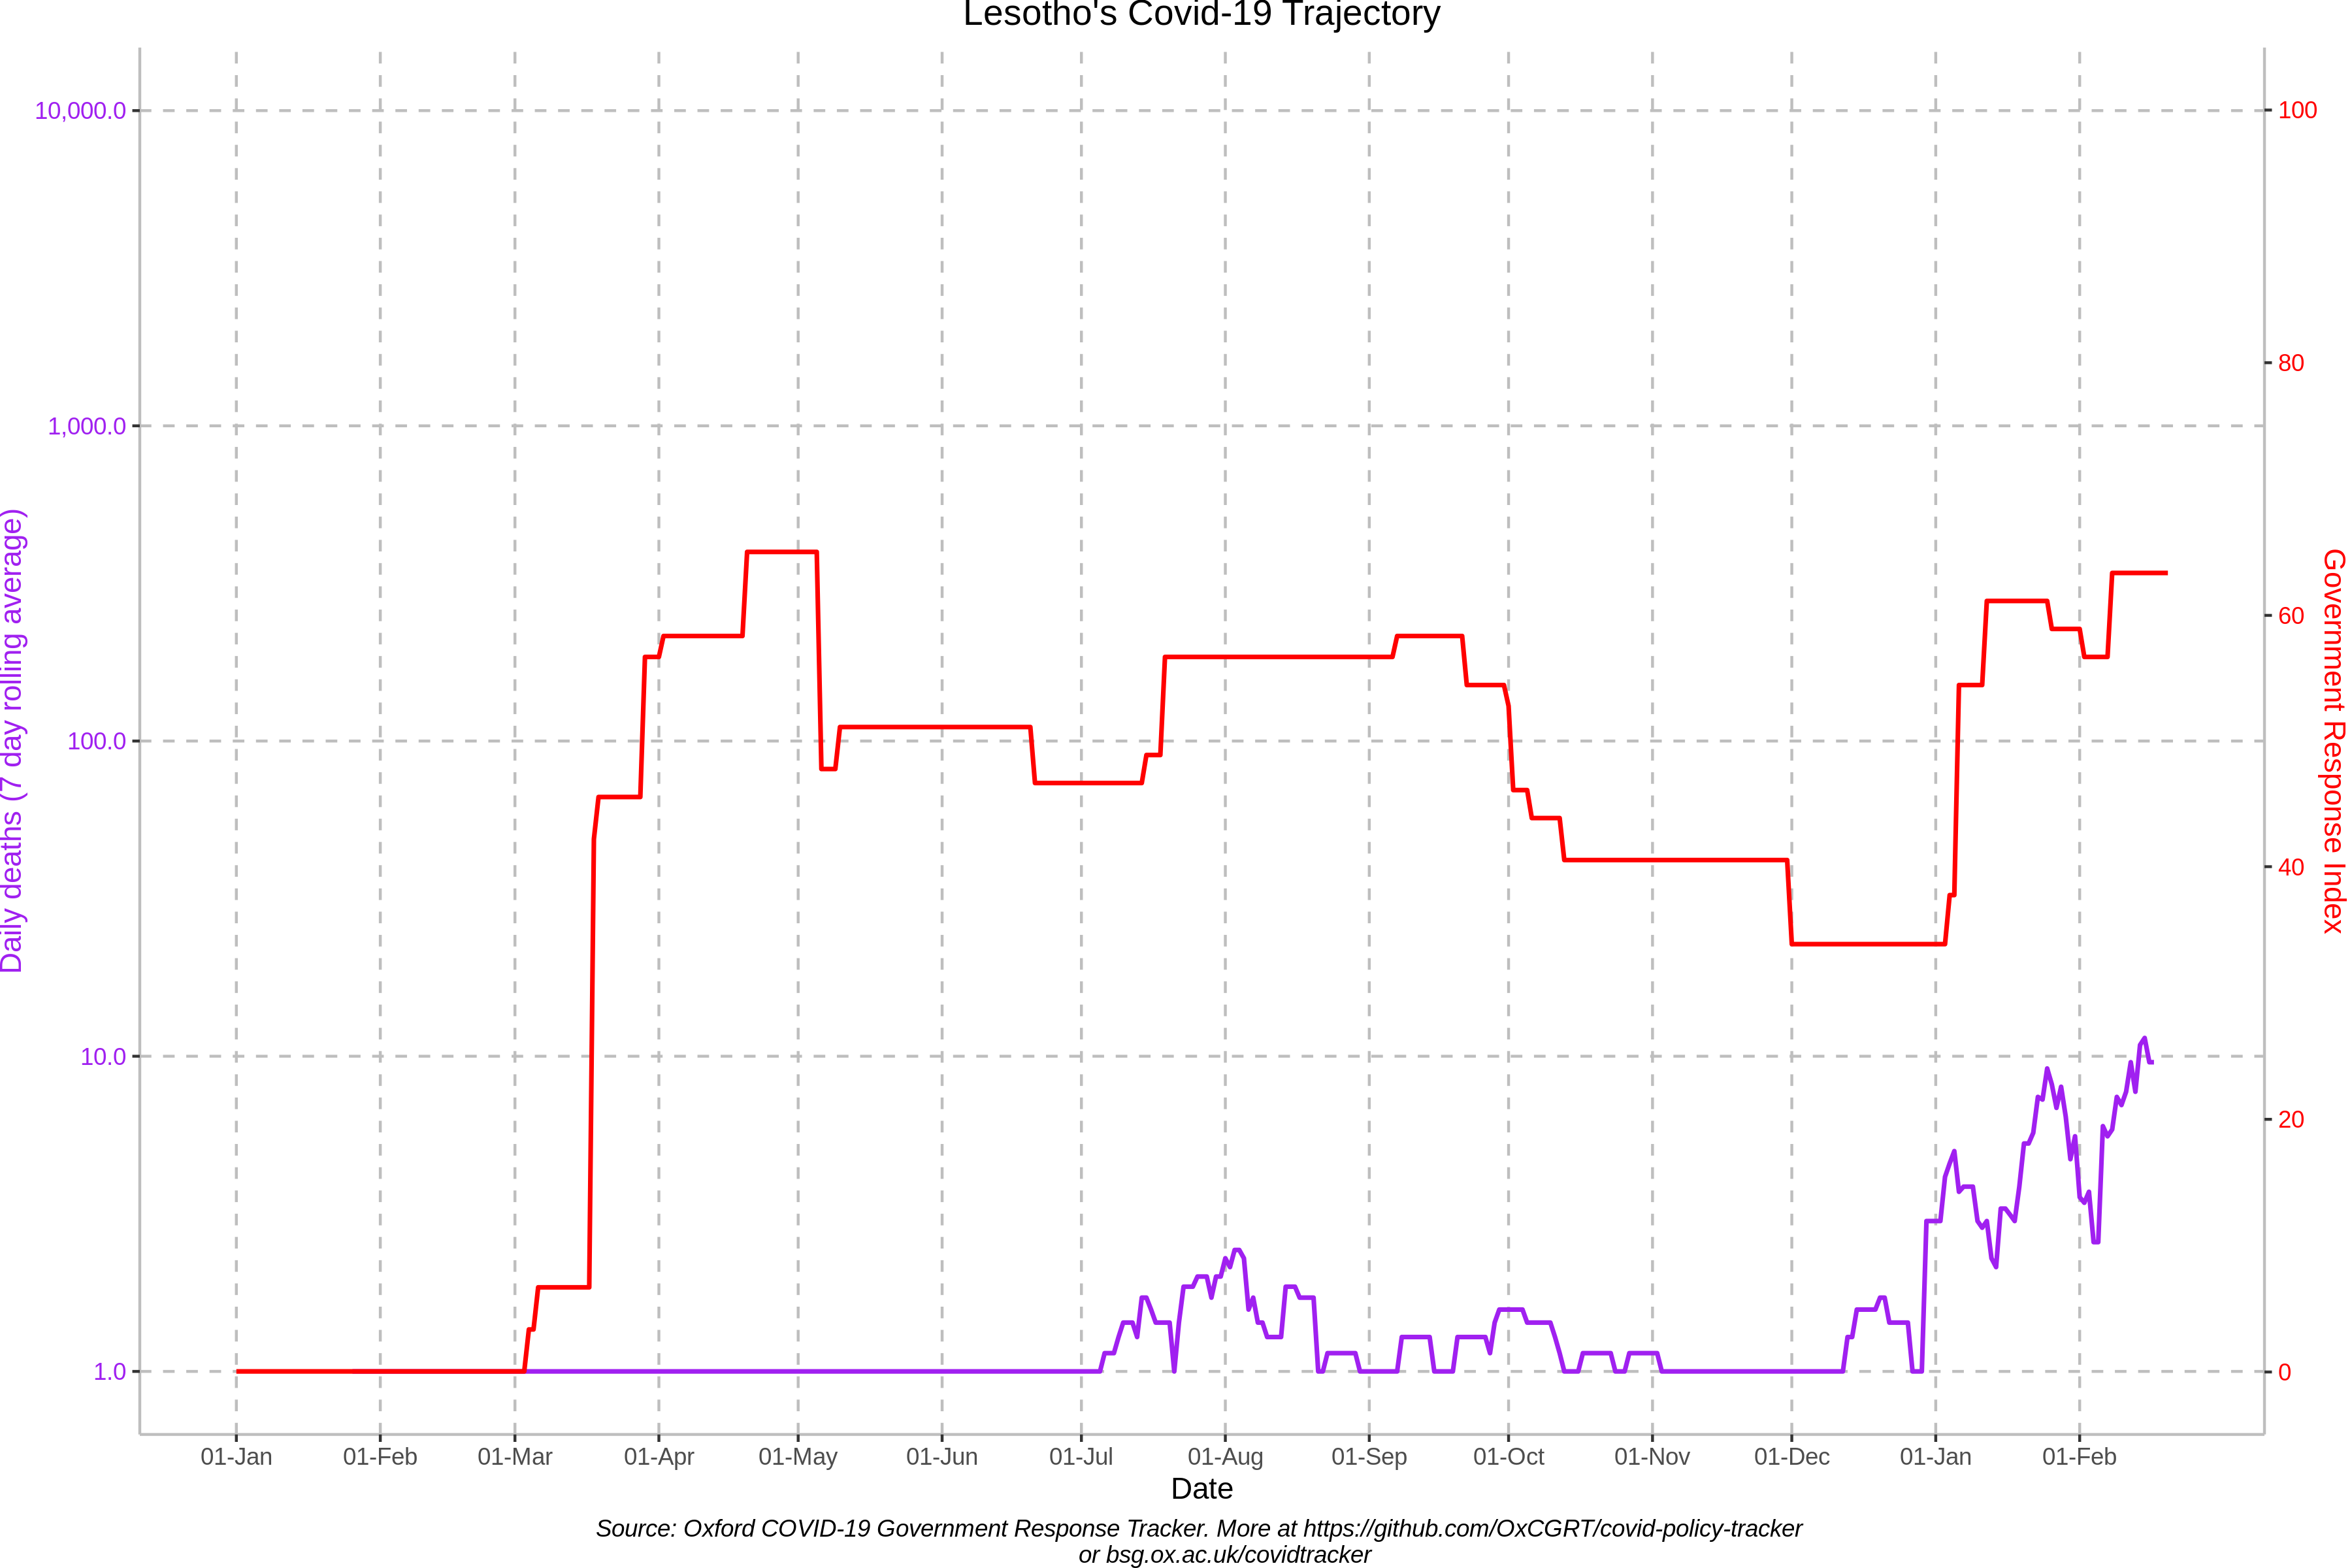 Lesotho's Covid-19 Trajectory
10,000.0
1,000.0
100.0
10.0
1.0
Daily deaths (7 day rolling average)
100
80
60
40
20
0
Government Response Index
01-Jan
01-Feb
01-Mar
01-Apr
01-May
01-Jun
01-Jul
01-Aug
01-Sep
01-Oct
01-Nov
01-Dec
01-Jan
01-Feb
Date
Source: Oxford COVID-19 Government Response Tracker. More at https://github.com/OxCGRT/covid-policy-tracker
or bsg.ox.ac.uk/covidtracker